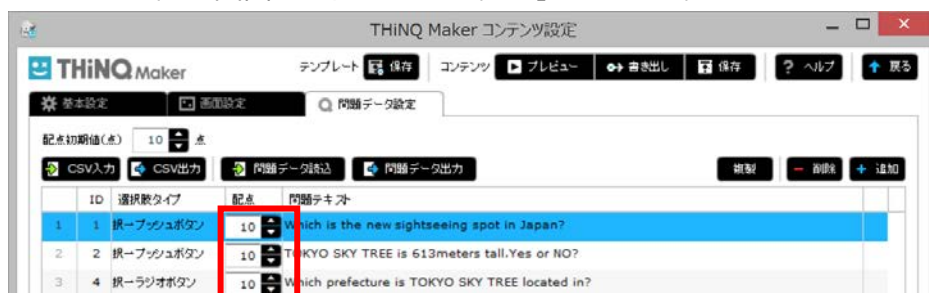 THiNQ Maker コンテンツ設定
THiNQ Maker テンプレート 保存 コンテンツ プレビュー 書き出し 保存 ? ヘルプ 戻る
基本設定 画面設定 問題データ設定
配点初期値(点) 10 点
CSV入力 CSV出力 問題データ読込 問題データ出力 複製 削除 追加
ID 選択肢タイプ 配点 問題テキスト
1 1 択一プッシュボタン 10 Which is the new sightseeing spot in Japan?
2 2 択一プッシュボタン 10 TOKYO SKY TREE is 613meters tall.Yes or NO?
3 4 択一ラジオボタン 10 Which prefecture is TOKYO SKY TREE located in?